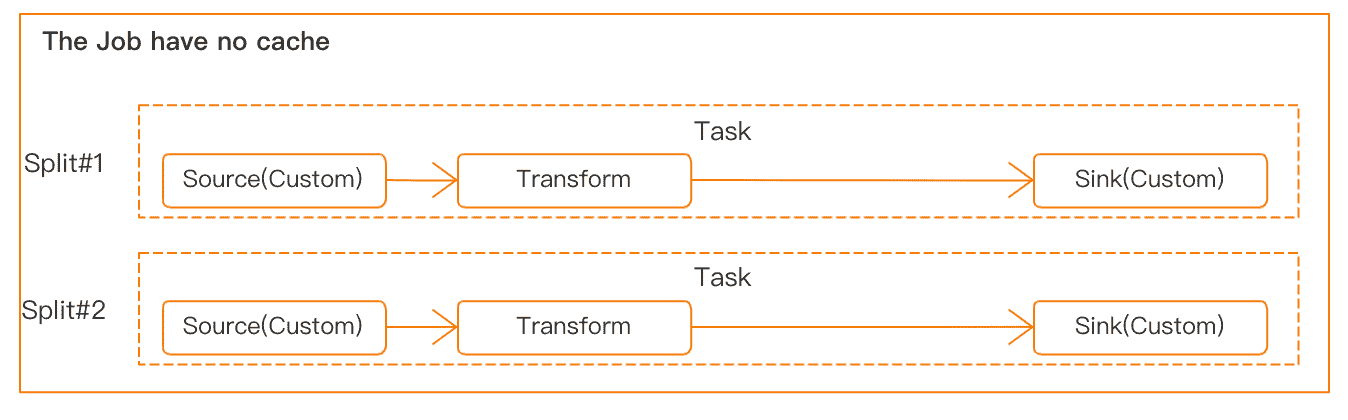 The Job have no cache
Task
Split#1
Source(Custom)
Transform
Sink(Custom)
Task
Split#2
Source(Custom)
Transform
Sink(Custom)